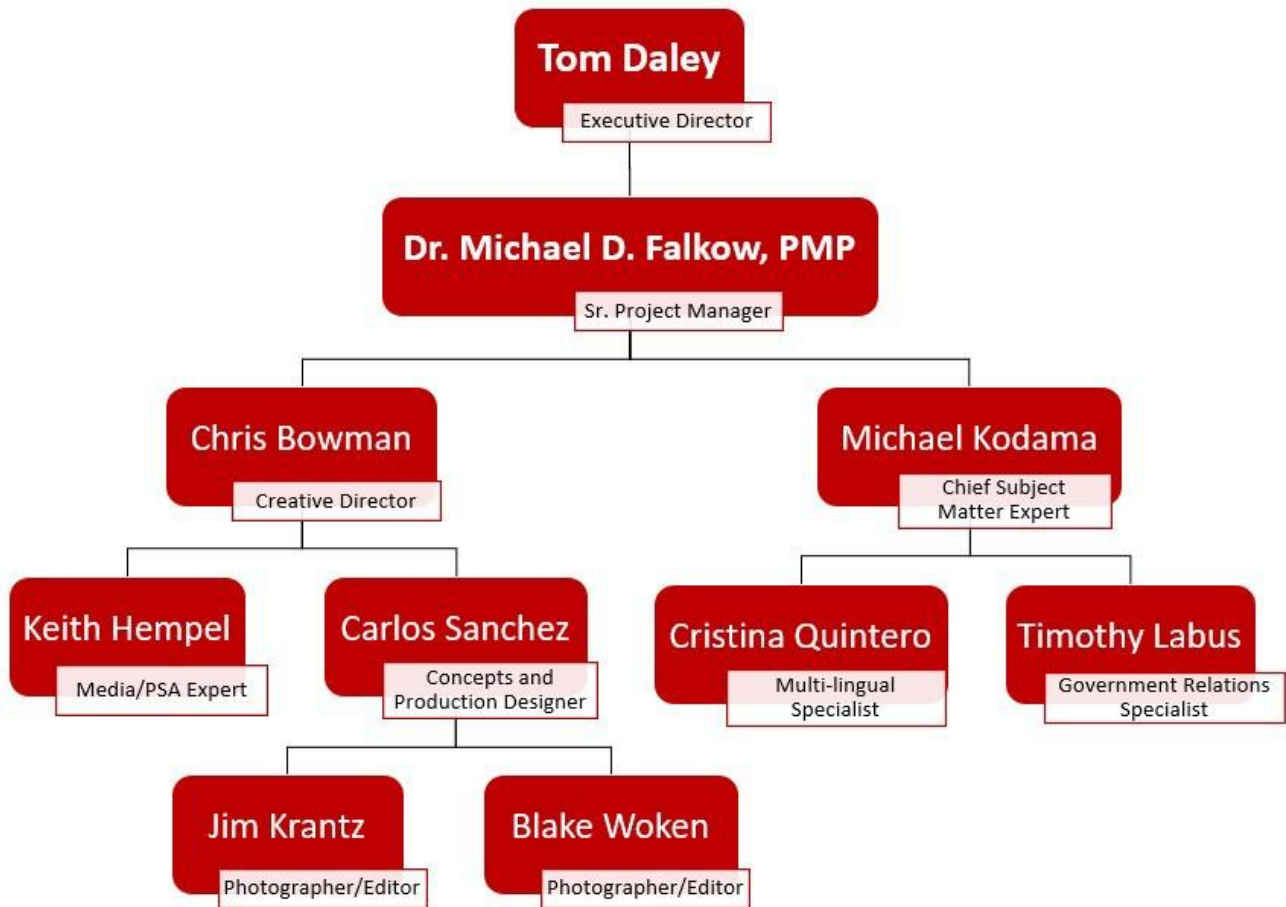 Tom Daley
Executive Director
Dr. Michael D. Falkow, PMP
Sr. Project Manager
Chris Bowman
Creative Director
Michael Kodama
Chief Subject
Matter Expert
Keith Hempel
Media/PSA Expert
Carlos Sanchez
Concepts and
Production Designer
Cristina Quintero
Multi-lingual
Specialist
Timothy Labus
Government Relations
Specialist
Jim Krantz
Photographer/Editor
Blake Woken
Photographer/Editor